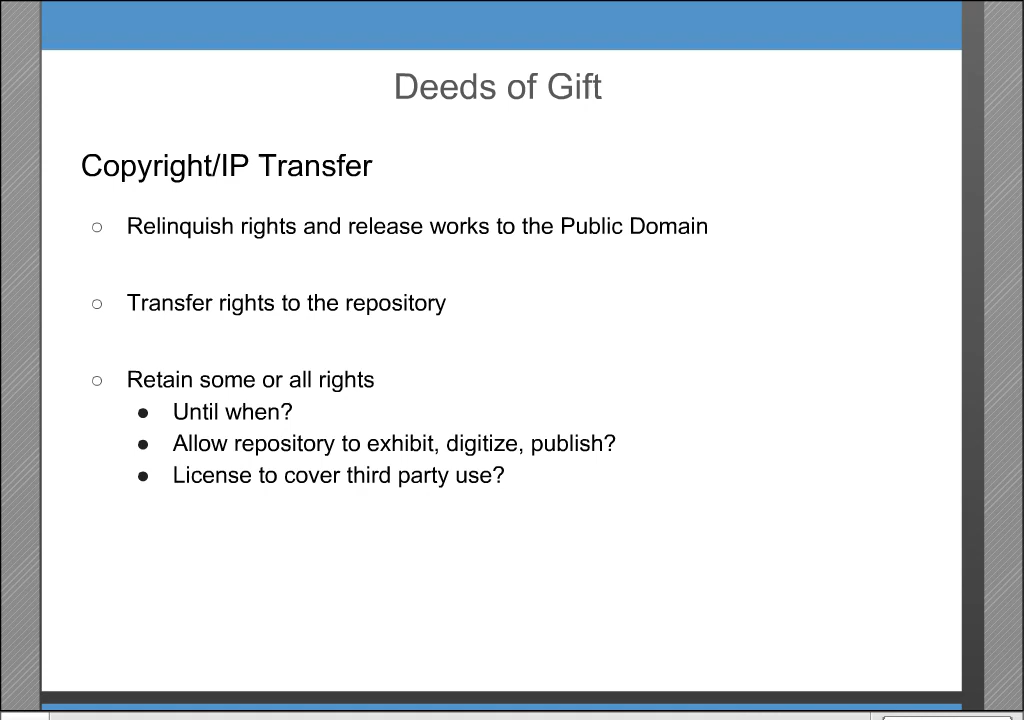 Deeds of Gift
Copyright/IP Transfer
○ Relinquish rights and release works to the Public Domain
○ Transfer rights to the repository
○ Retain some or all rights
● Until when?
● Allow repository to exhibit, digitize, publish?
● License to cover third party use?